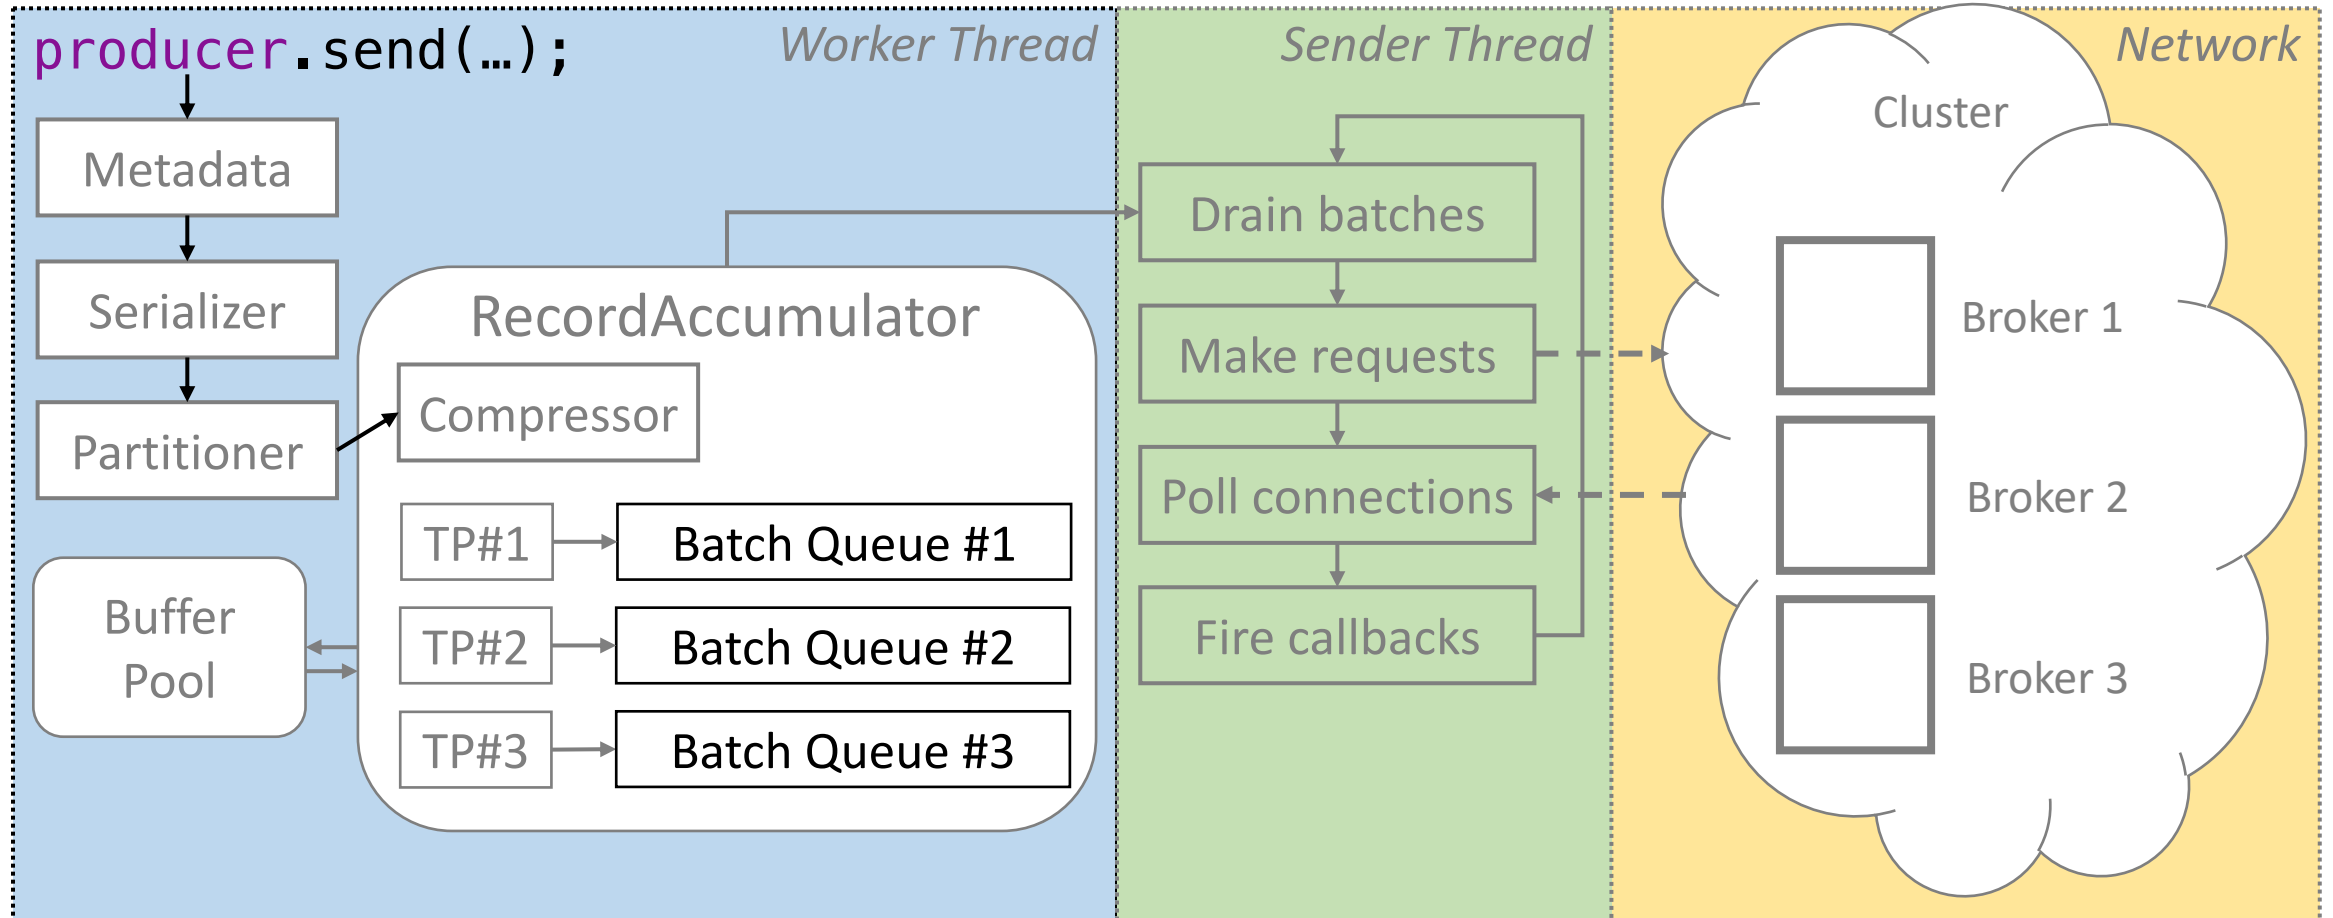 producer.send(…);
Worker Thread
Metadata
Serializer
Partitioner
Buffer
Pool
RecordAccumulator
Compressor
TP#1
Batch Queue #1
TP#2
Batch Queue #2
TP#3
Batch Queue #3
Sender Thread
Drain batches
Make requests
Poll connections
Fire callbacks
Network
Cluster
Broker 1
Broker 2
Broker 3